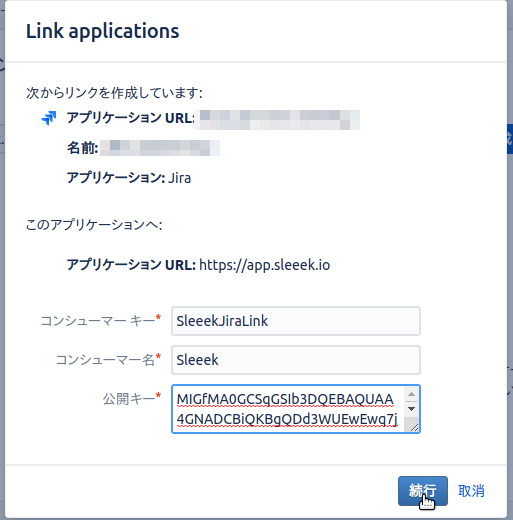 Link applications
次からリンクを作成しています:
アプリケーション URL:
名前:
アプリケーション: Jira
このアプリケーションへ:
アプリケーション URL: https://app.sleeek.io
コンシューマー キー* SleeekJiraLink
コンシューマー名* Sleeek
公開キー* MIGfMA0GCSqGSIb3DQEBAQUAA
4GNADCBiQKBgQDd3WUEwEwq7j
続行 取消